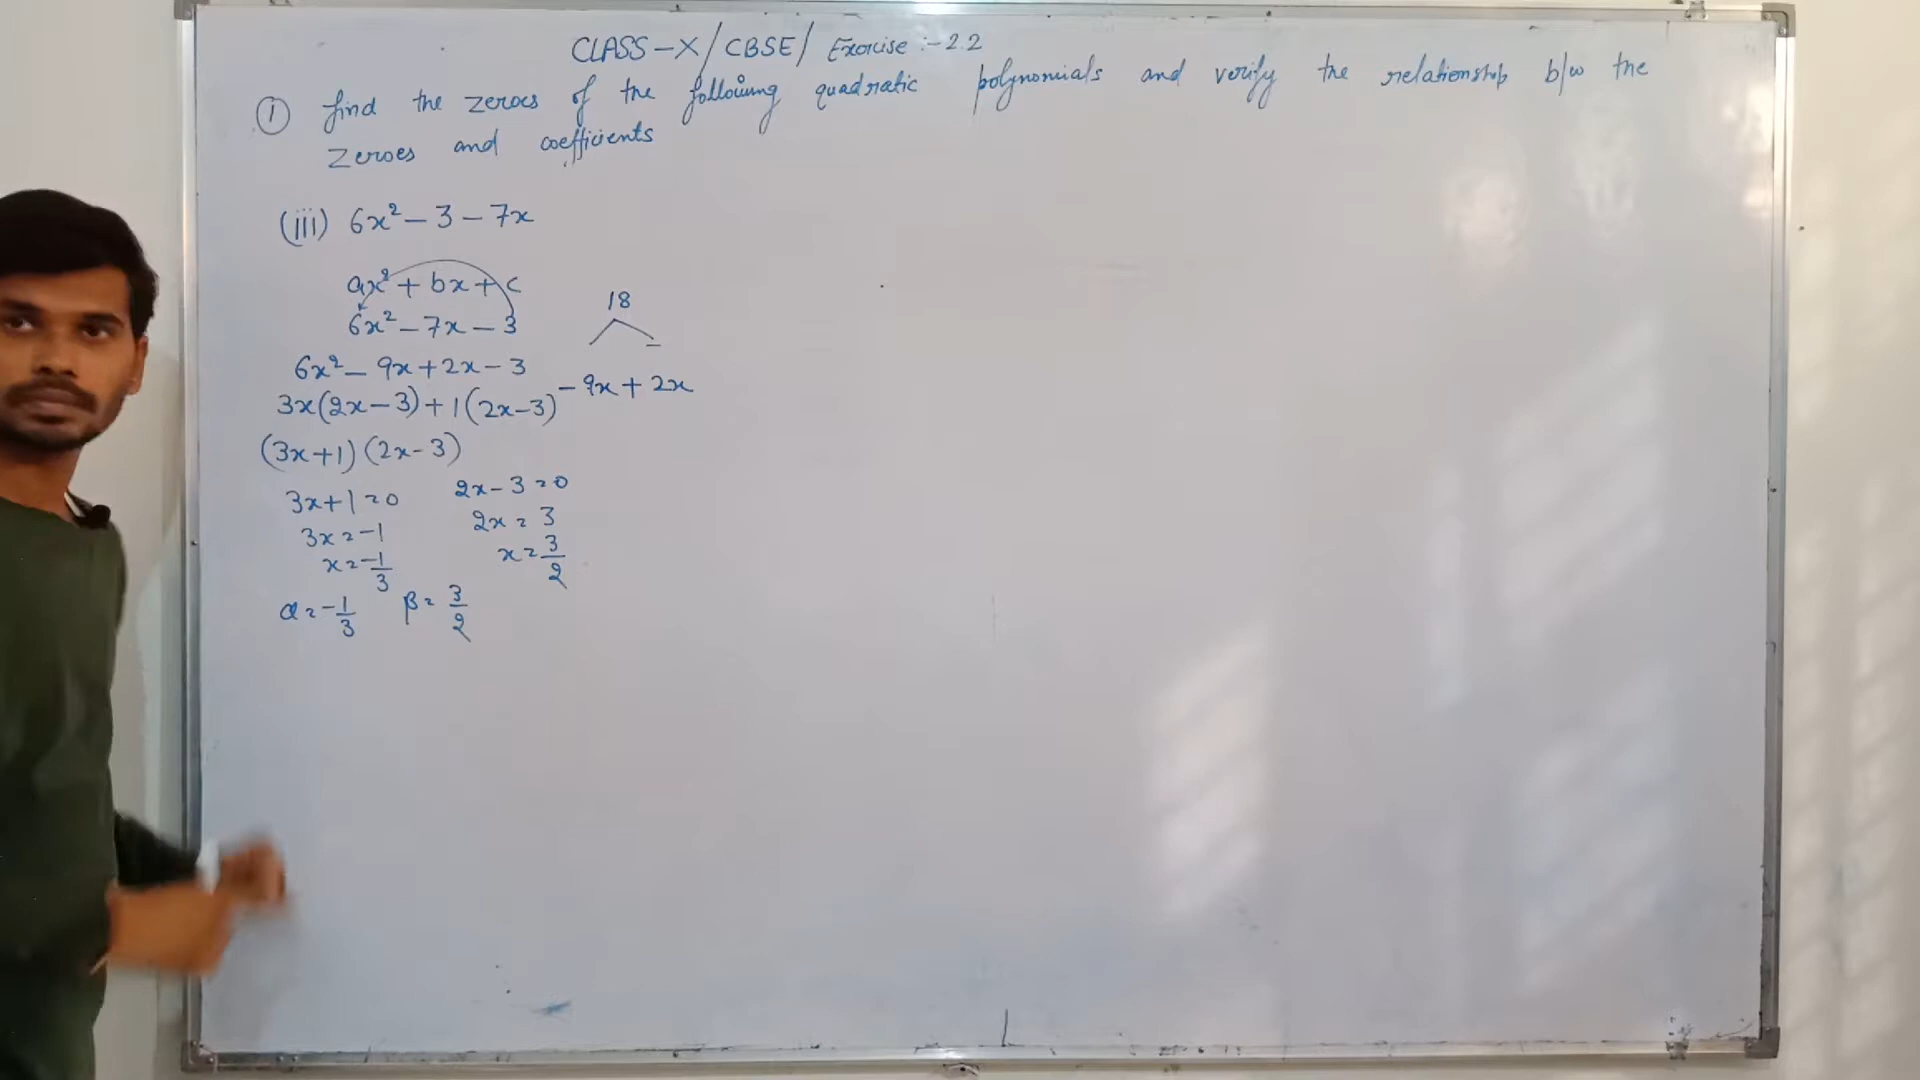 CLASS-X/CBSE/ Exercise :- 2.2
① find the zeroes of the following quadratic polynomials and verify the relationship b/w the
zeroes and coefficients
(iii) 6x² - 3 - 7x
ax² + bx + c
18
6x² - 7x - 3
6x² - 9x + 2x - 3
- 9x + 2x
3x(2x - 3) + 1(2x - 3)
(3x+1) (2x - 3)
3x+1 = 0 2x - 3 = 0
3x = -1 2x = 3
x = -1/3 x = 3/2
α = -1/3 β = 3/2